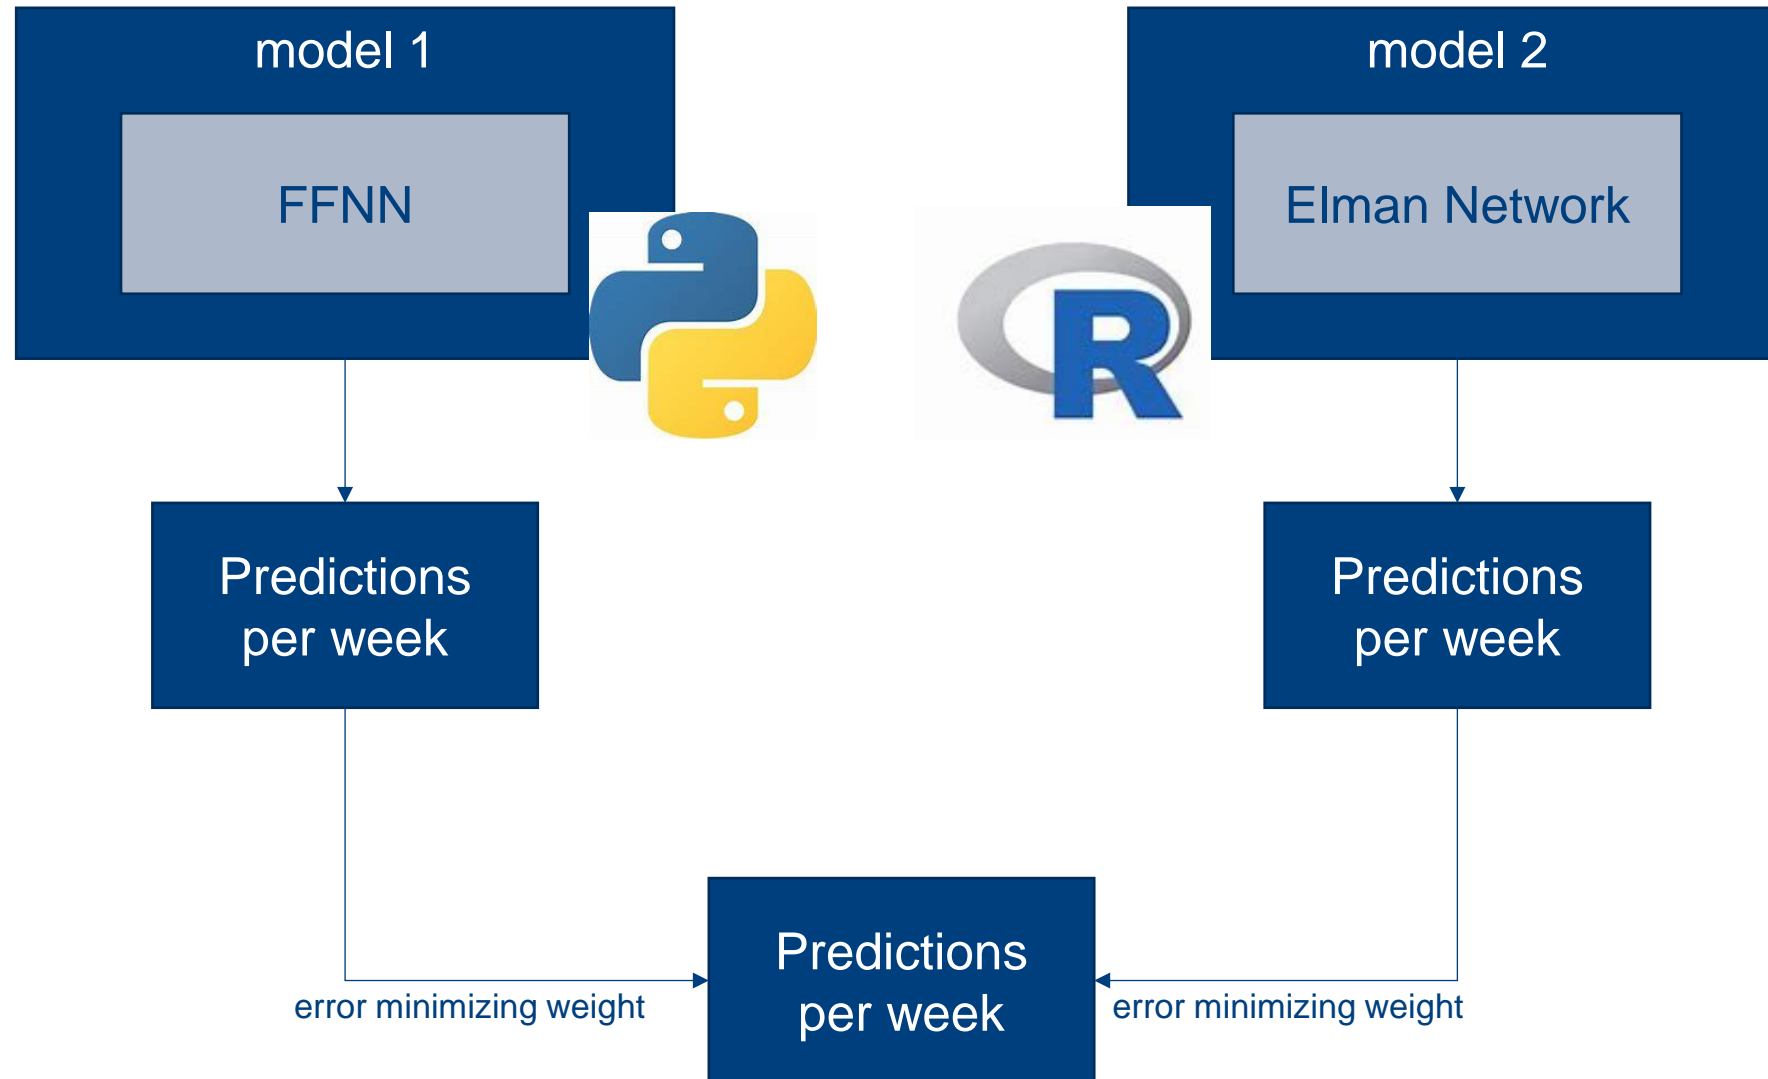 model 1
FFNN
model 2
Elman Network
R
Predictions
per week
Predictions
per week
error minimizing weight
Predictions
per week
error minimizing weight